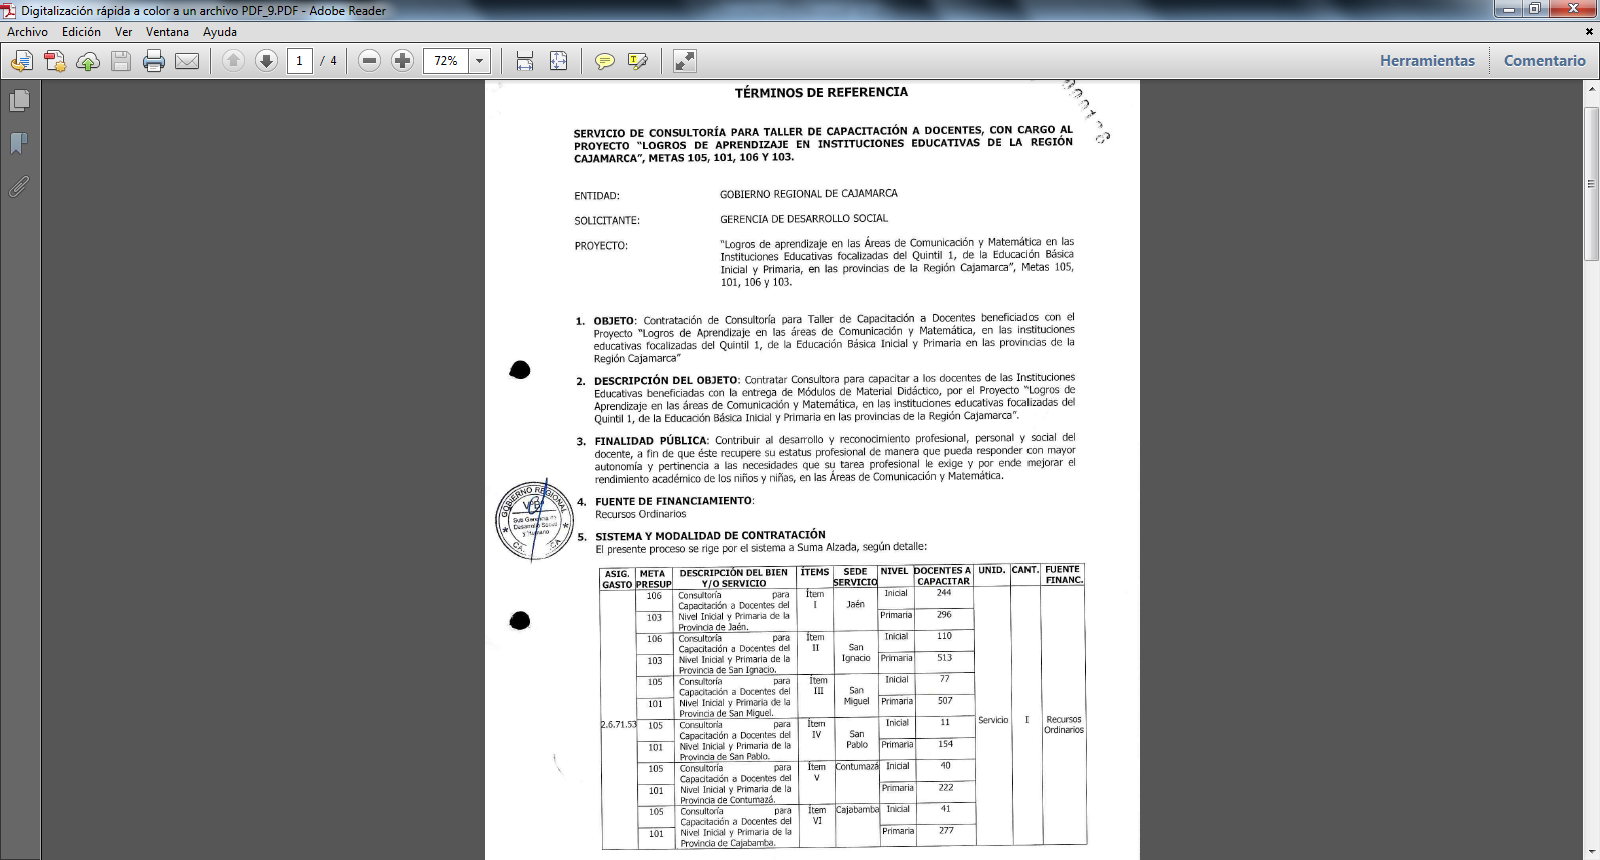 Digitalización rápida a color a un archivo PDF_9.PDF - Adobe Reader
Archivo Edición Ver Ventana Ayuda
1 / 4 72% Herramientas Comentario
TÉRMINOS DE REFERENCIA
SERVICIO DE CONSULTORÍA PARA TALLER DE CAPACITACIÓN A DOCENTES, CON CARGO AL
PROYECTO “LOGROS DE APRENDIZAJE EN INSTITUCIONES EDUCATIVAS DE LA REGIÓN
CAJAMARCA”, METAS 105, 101, 106 Y 103.
ENTIDAD: GOBIERNO REGIONAL DE CAJAMARCA
SOLICITANTE: GERENCIA DE DESARROLLO SOCIAL
PROYECTO: “Logros de aprendizaje en las Áreas de Comunicación y Matemática en las
Instituciones Educativas focalizadas del Quintil 1, de la Educación Básica
Inicial y Primaria, en las provincias de la Región Cajamarca”, Metas 105,
101, 106 y 103.
1. OBJETO: Contratación de Consultoría para Taller de Capacitación a Docentes beneficiados con el
Proyecto “Logros de Aprendizaje en las áreas de Comunicación y Matemática, en las instituciones
educativas focalizadas del Quintil 1, de la Educación Básica Inicial y Primaria en las provincias de la
Región Cajamarca”
2. DESCRIPCIÓN DEL OBJETO: Contratar Consultora para capacitar a los docentes de las Instituciones
Educativas beneficiadas con la entrega de Módulos de Material Didáctico, por el Proyecto “Logros de
Aprendizaje en las áreas de Comunicación y Matemática, en las instituciones educativas focalizadas del
Quintil 1, de la Educación Básica Inicial y Primaria en las provincias de la Región Cajamarca”.
3. FINALIDAD PÚBLICA: Contribuir al desarrollo y reconocimiento profesional, personal y social del
docente, a fin de que éste recupere su estatus profesional de manera que pueda responder con mayor
autonomía y pertinencia a las necesidades que su tarea profesional le exige y por ende mejorar el
rendimiento académico de los niños y niñas, en las Áreas de Comunicación y Matemática.
GOBIERNO REGIONAL
Sub Gerencia de
Desarrollo Social
y Humano
4. FUENTE DE FINANCIAMIENTO:
Recursos Ordinarios
5. SISTEMA Y MODALIDAD DE CONTRATACIÓN
El presente proceso se rige por el sistema a Suma Alzada, según detalle:
ASIG. META DESCRIPCIÓN DEL BIEN ÍTEMS SEDE NIVEL DOCENTES A UNID. CANT. FUENTE
GASTO PRESUP Y/O SERVICIO SERVICIO CAPACITAR FINANC.
106 Consultoría para Ítem Inicial 244
Capacitación a Docentes del I Jaén
103 Nivel Inicial y Primaria de la Primaria 296
Provincia de Jaén.
106 Consultoría para Ítem Inicial 110
Capacitación a Docentes del II San
103 Nivel Inicial y Primaria de la Ignacio Primaria 513
Provincia de San Ignacio.
105 Consultoría para Ítem Inicial 77
Capacitación a Docentes del III San
101 Nivel Inicial y Primaria de la Miguel Primaria 507
Provincia de San Miguel.
2.6.71.53 105 Consultoría para Ítem Inicial 11 Servicio I Recursos
Capacitación a Docentes del IV San Ordinarios
101 Nivel Inicial y Primaria de la Pablo Primaria 154
Provincia de San Pablo.
105 Consultoría para Ítem Contumazá Inicial 40
Capacitación a Docentes del V
101 Nivel Inicial y Primaria de la Primaria 222
Provincia de Contumazá.
105 Consultoría para Ítem Cajabamba Inicial 41
Capacitación a Docentes del VI
101 Nivel Inicial y Primaria de la Primaria 277
Provincia de Cajabamba.